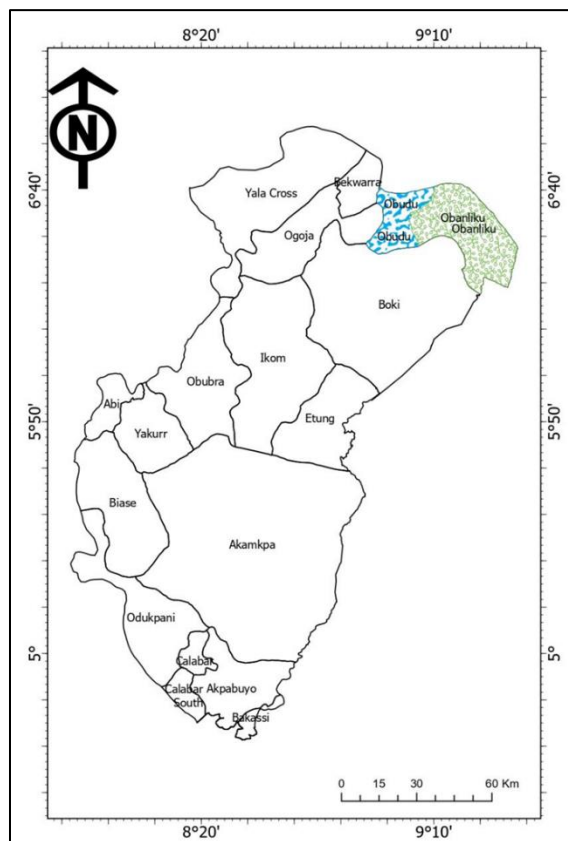 8°20' 9°10'
N
6°40' 6°40'
Bekwarra
Yala Cross
Obudu
Obanliku
Obanliku
Ogoja
Obudu
Boki
Ikom
Obubra
Abi
Etung
5°50' 5°50'
Yakurr
Biase
Akamkpa
Odukpani
5° 5°
Calabar
Calabar
South
Akpabuyo
Bakassi
0 15 30 60 Km
8°20' 9°10'